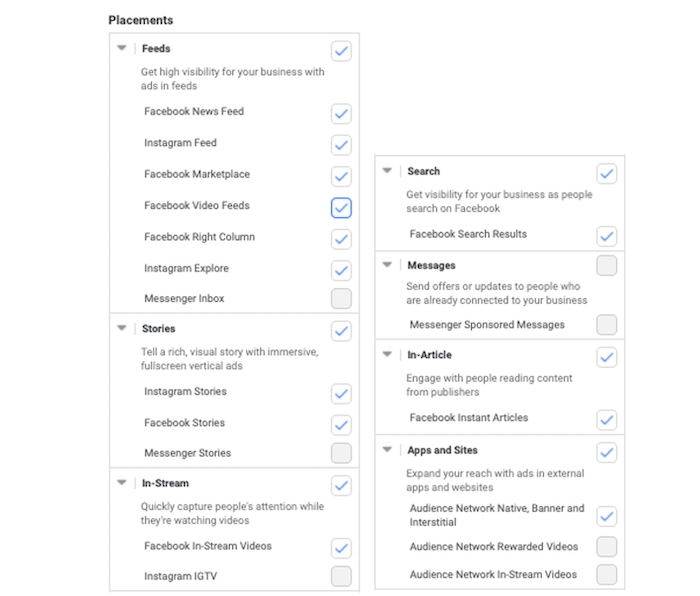 Placements
Feeds
Get high visibility for your business with
ads in feeds
Facebook News Feed
Instagram Feed
Facebook Marketplace
Facebook Video Feeds
Facebook Right Column
Instagram Explore
Messenger Inbox
Stories
Tell a rich, visual story with immersive,
fullscreen vertical ads
Instagram Stories
Facebook Stories
Messenger Stories
In-Stream
Quickly capture people's attention while
they're watching videos
Facebook In-Stream Videos
Instagram IGTV
Search
Get visibility for your business as people
search on Facebook
Facebook Search Results
Messages
Send offers or updates to people who
are already connected to your business
Messenger Sponsored Messages
In-Article
Engage with people reading content
from publishers
Facebook Instant Articles
Apps and Sites
Expand your reach with ads in external
apps and websites
Audience Network Native, Banner and
Interstitial
Audience Network Rewarded Videos
Audience Network In-Stream Videos